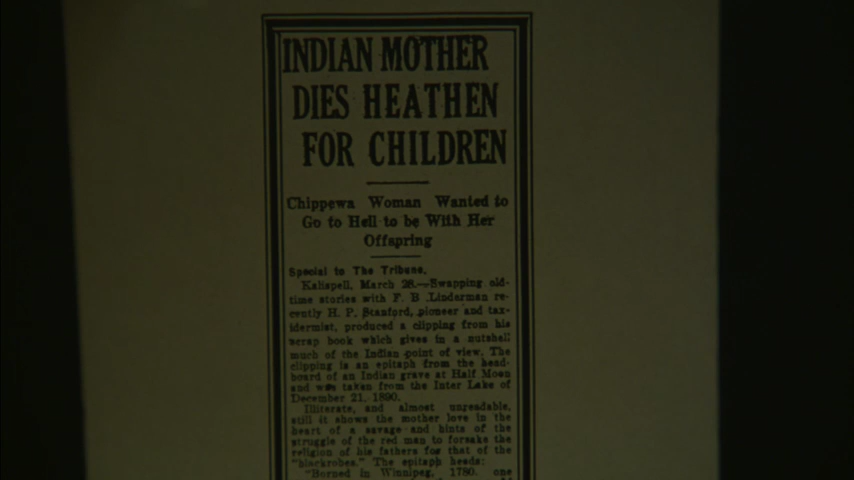 INDIAN MOTHER
DIES HEATHEN
FOR CHILDREN
Chippewa Woman Wanted to
Go to Hell to be With Her
Offspring
Special to The Tribune.
Kalispell, March 28.—Swapping old-
time stories with F. B. Linderman re-
cently H. P. Stanford, pioneer and tax-
idermist, produced a clipping from his
scrap book which gives in a nutshell
much of the Indian point of view. The
clipping is an epitaph from the head-
board of an Indian grave at Half Moon
and was taken from the Inter Lake of
December 21, 1890.
Illiterate, and almost unreadable,
still it shows the mother love in the
heart of a savage and hints of the
struggle of the red man to forsake the
religion of his fathers for that of the
"blackrobes." The epitaph heads:
"Borned in Winnipeg, 1780, one